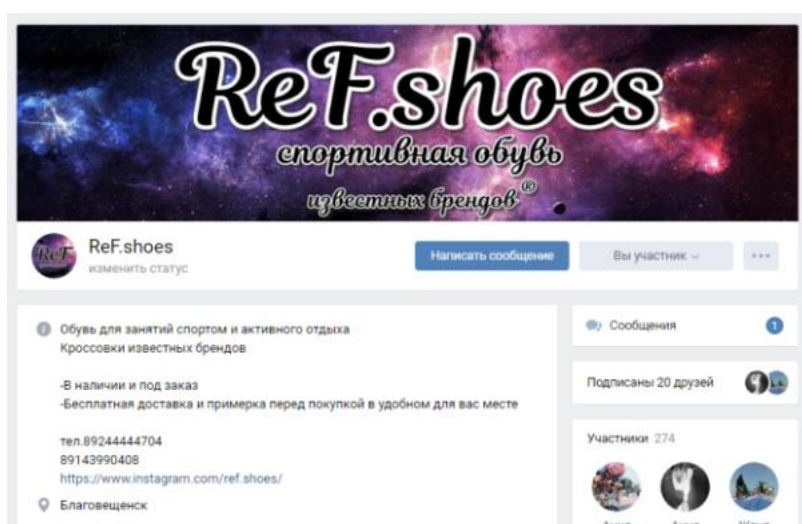 ReF.shoes
спортивная обувь
известных брендов®
ReF.shoes
изменить статус
Написать сообщение
Вы участник
Обувь для занятий спортом и активного отдыха
Кроссовки известных брендов
-В наличии и под заказ
-Бесплатная доставка и примерка перед покупкой в удобном для вас месте
тел.89244444704
89143990408
https://www.instagram.com/ref.shoes/
Благовещенск
Сообщения 1
Подписаны 20 друзей
Участники 274